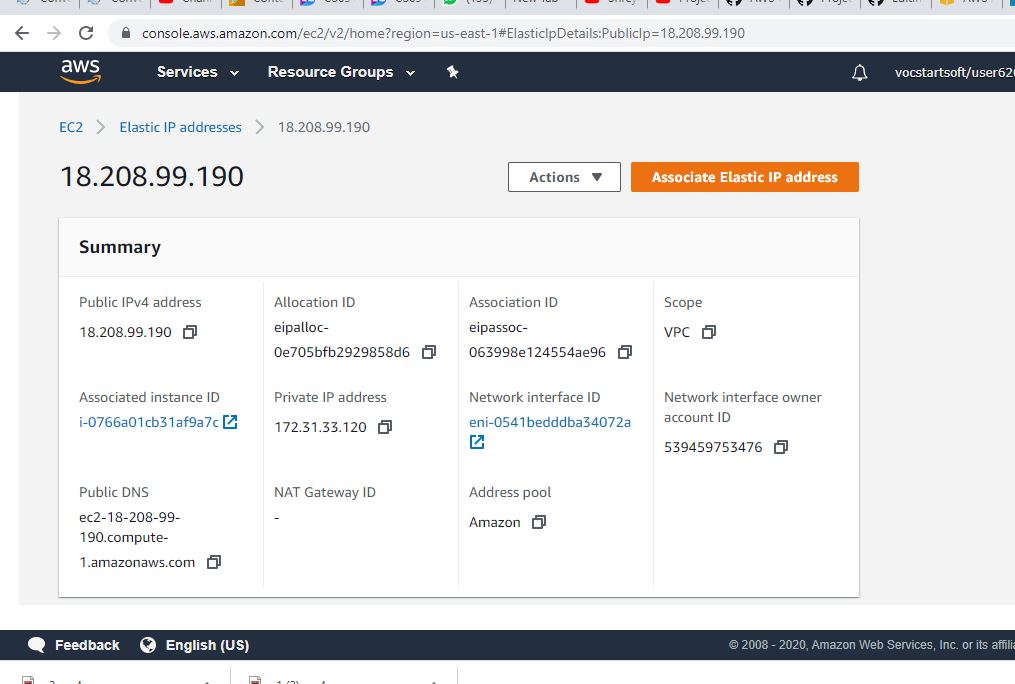 console.aws.amazon.com/ec2/v2/home?region=us-east-1#ElasticIpDetails:PublicIp=18.208.99.190
aws Services Resource Groups vocstartsoft/user620
EC2 > Elastic IP addresses > 18.208.99.190
18.208.99.190 Actions Associate Elastic IP address
Summary
Public IPv4 address
18.208.99.190
Allocation ID
eipalloc-
0e705bfb2929858d6
Association ID
eipassoc-
063998e124554ae96
Scope
VPC
Associated instance ID
i-0766a01cb31af9a7c
Private IP address
172.31.33.120
Network interface ID
eni-0541bedddba34072a
Network interface owner
account ID
539459753476
Public DNS
ec2-18-208-99-
190.compute-
1.amazonaws.com
NAT Gateway ID
-
Address pool
Amazon
Feedback English (US) © 2008 - 2020, Amazon Web Services, Inc. or its